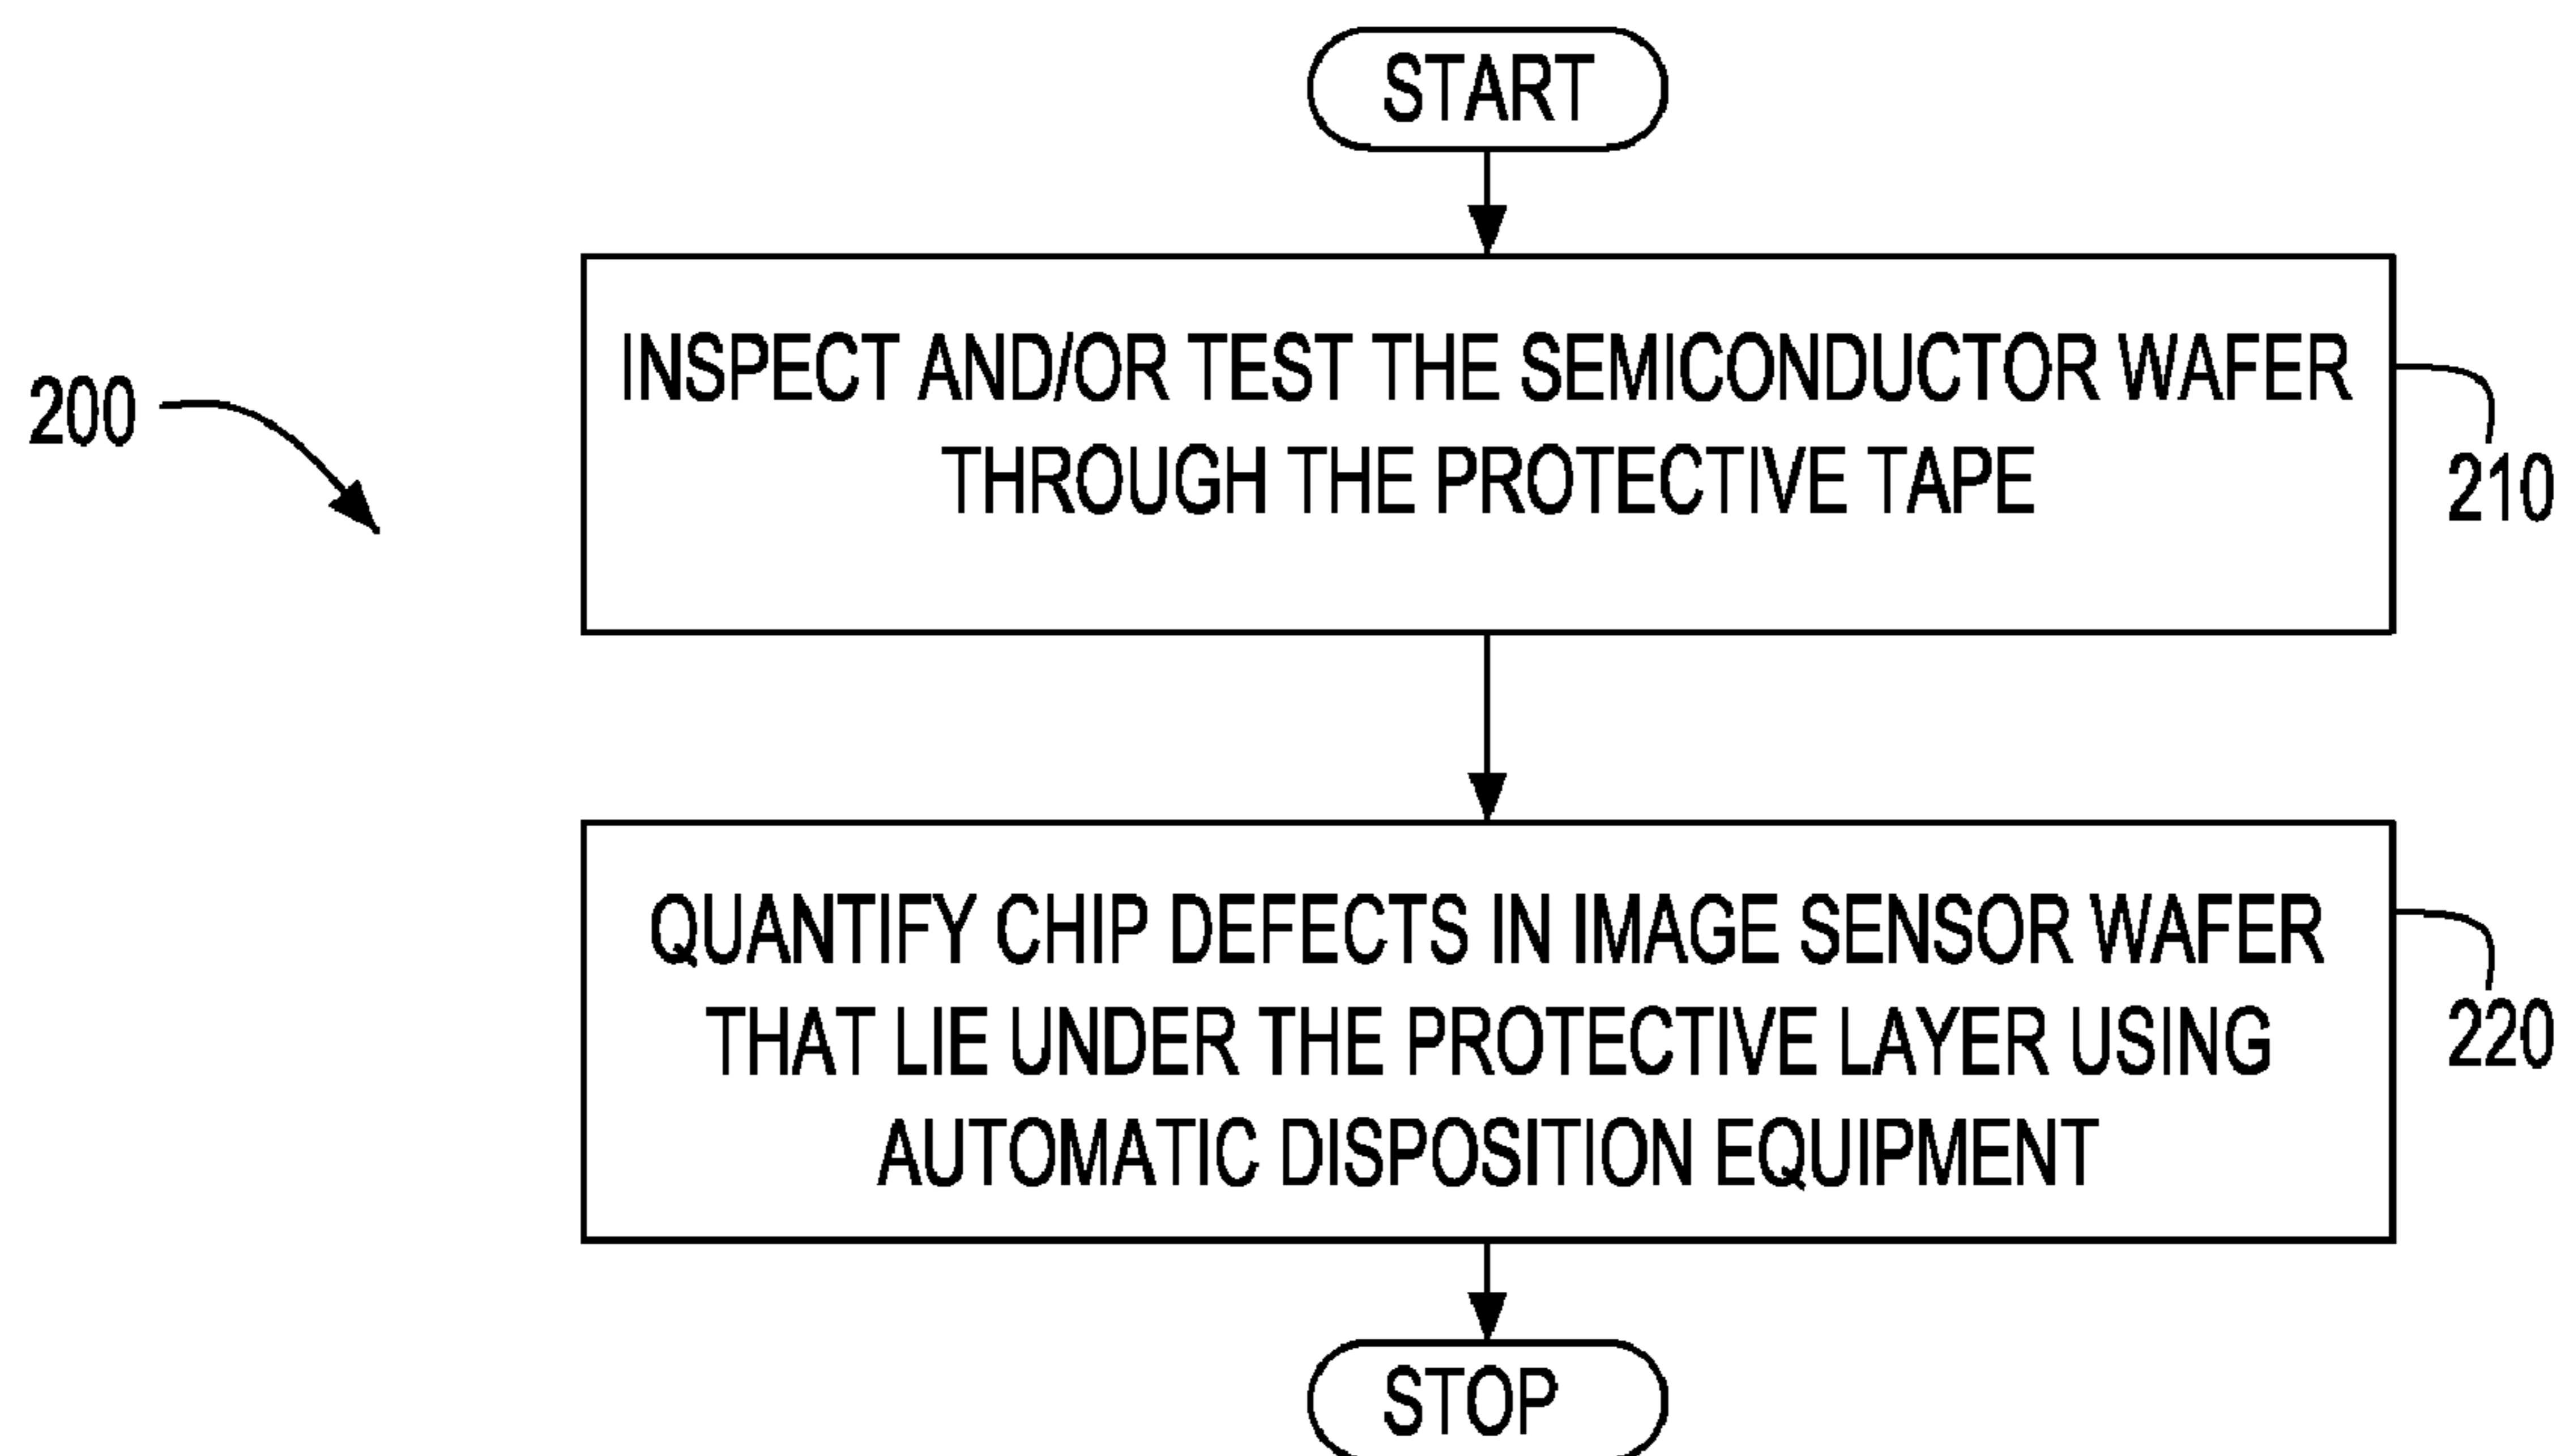 START
200
INSPECT AND/OR TEST THE SEMICONDUCTOR WAFER
THROUGH THE PROTECTIVE TAPE
210
QUANTIFY CHIP DEFECTS IN IMAGE SENSOR WAFER
THAT LIE UNDER THE PROTECTIVE LAYER USING
AUTOMATIC DISPOSITION EQUIPMENT
220
STOP